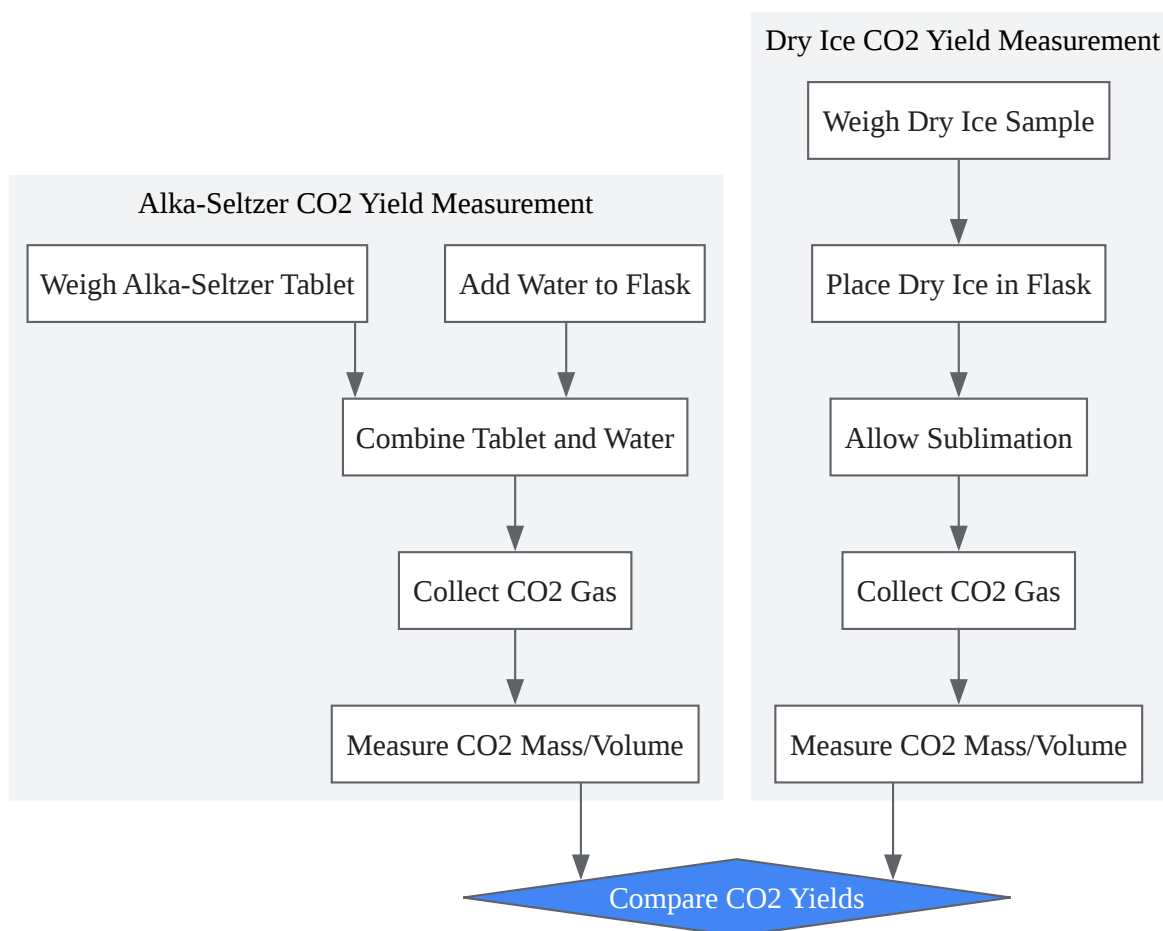 Alka-Seltzer CO2 Yield Measurement
Weigh Alka-Seltzer Tablet
Add Water to Flask
Combine Tablet and Water
Collect CO2 Gas
Measure CO2 Mass/Volume
Dry Ice CO2 Yield Measurement
Weigh Dry Ice Sample
Place Dry Ice in Flask
Allow Sublimation
Collect CO2 Gas
Measure CO2 Mass/Volume
Compare CO2 Yields